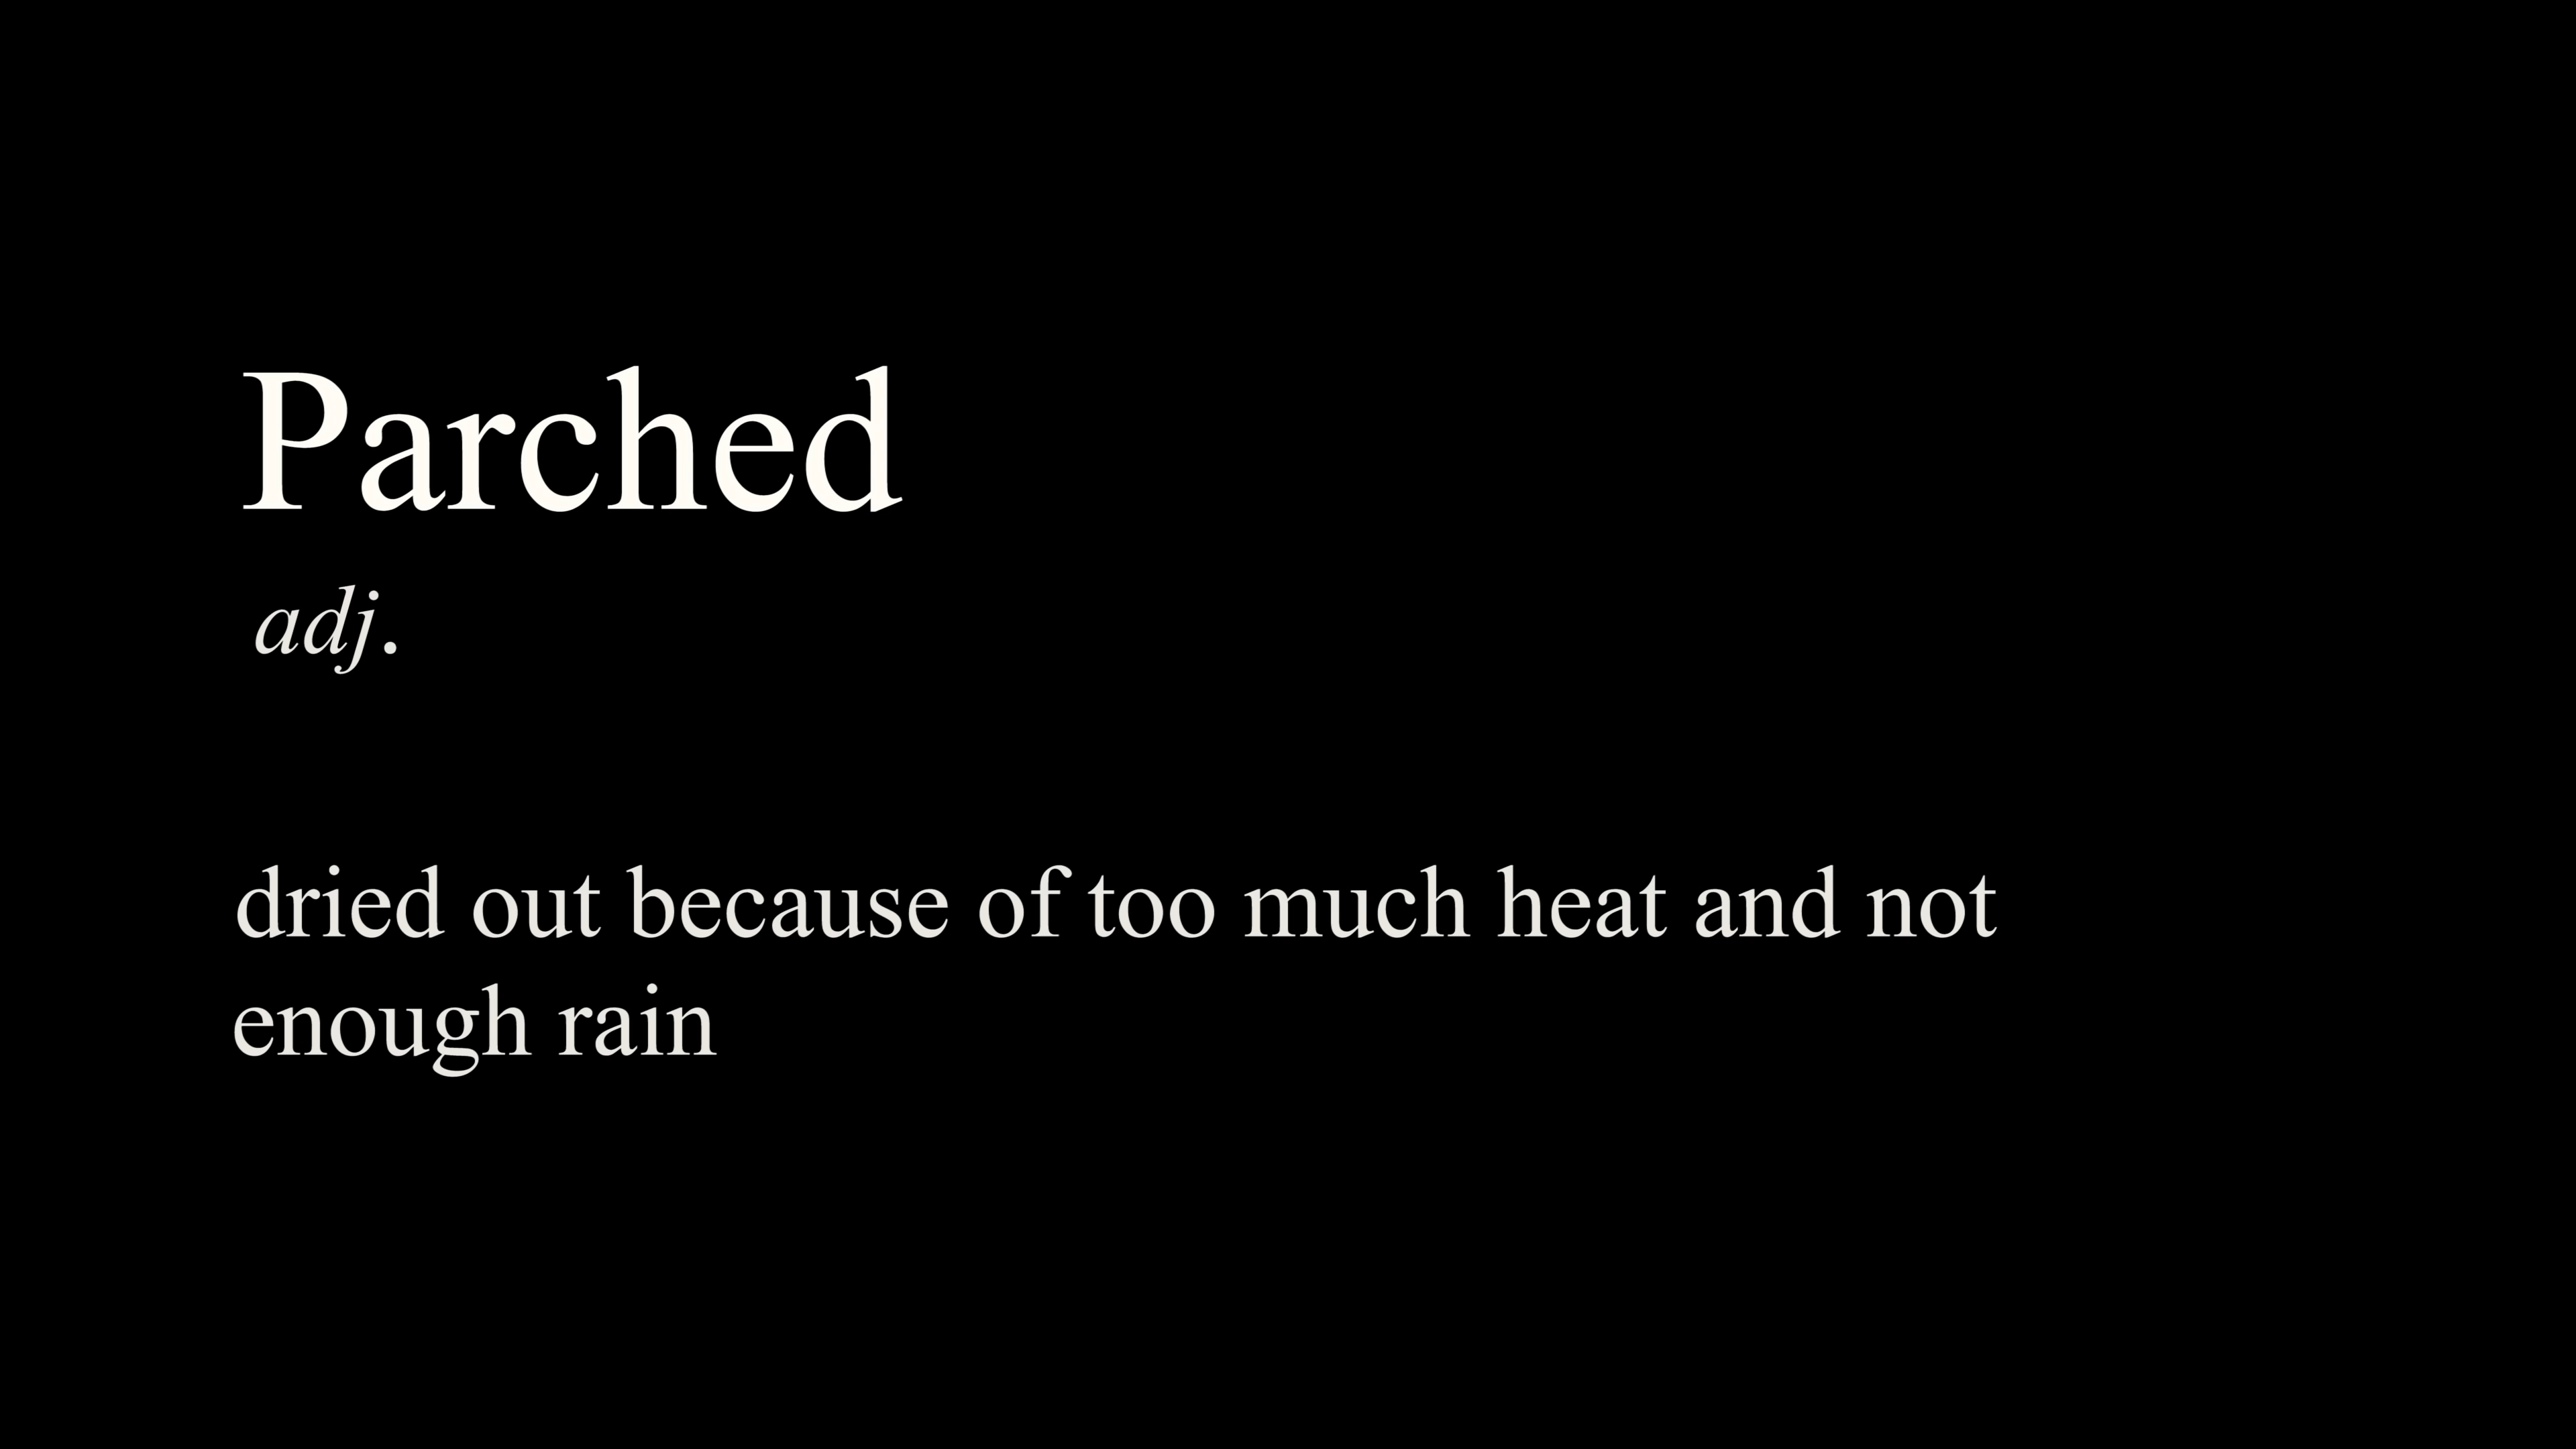 Parched
adj.
dried out because of too much heat and not
enough rain